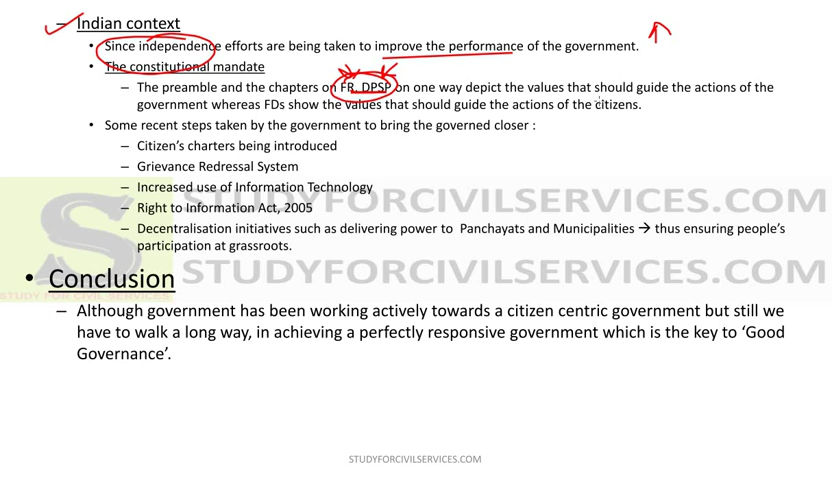 – Indian context
• Since independence efforts are being taken to improve the performance of the government.
• The constitutional mandate
– The preamble and the chapters on FR, DPSP on one way depict the values that should guide the actions of the
government whereas FDs show the values that should guide the actions of the citizens.
• Some recent steps taken by the government to bring the governed closer :
– Citizen's charters being introduced
– Grievance Redressal System
– Increased use of Information Technology
– Right to Information Act, 2005
– Decentralisation initiatives such as delivering power to Panchayats and Municipalities → thus ensuring people's
participation at grassroots.
STUDYFORCIVILSERVICES.COM
• Conclusion
STUDYFORCIVILSERVICES.COM
STUDY FOR CIVIL SERVICES
– Although government has been working actively towards a citizen centric government but still we
have to walk a long way, in achieving a perfectly responsive government which is the key to ‘Good
Governance’.
STUDYFORCIVILSERVICES.COM